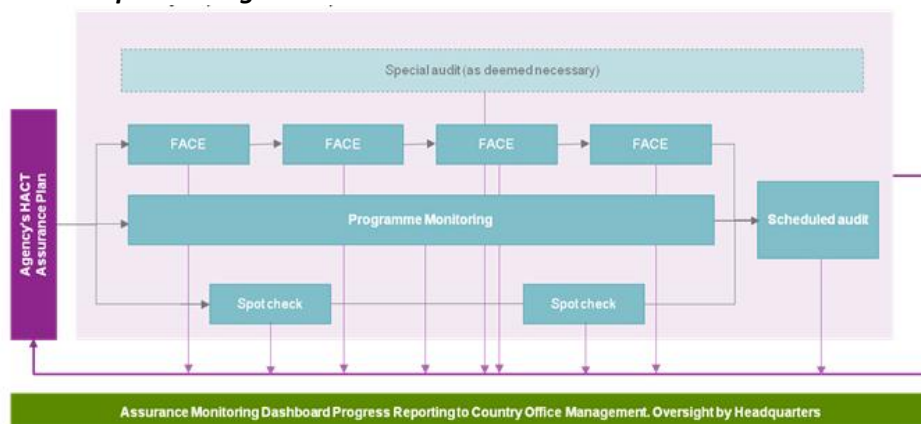 Special audit (as deemed necessary)
FACE
FACE
FACE
FACE
Agency's HACT
Assurance Plan
Programme Monitoring
Scheduled audit
Spot check
Spot check
Assurance Monitoring Dashboard Progress Reporting to Country Office Management. Oversight by Headquarters